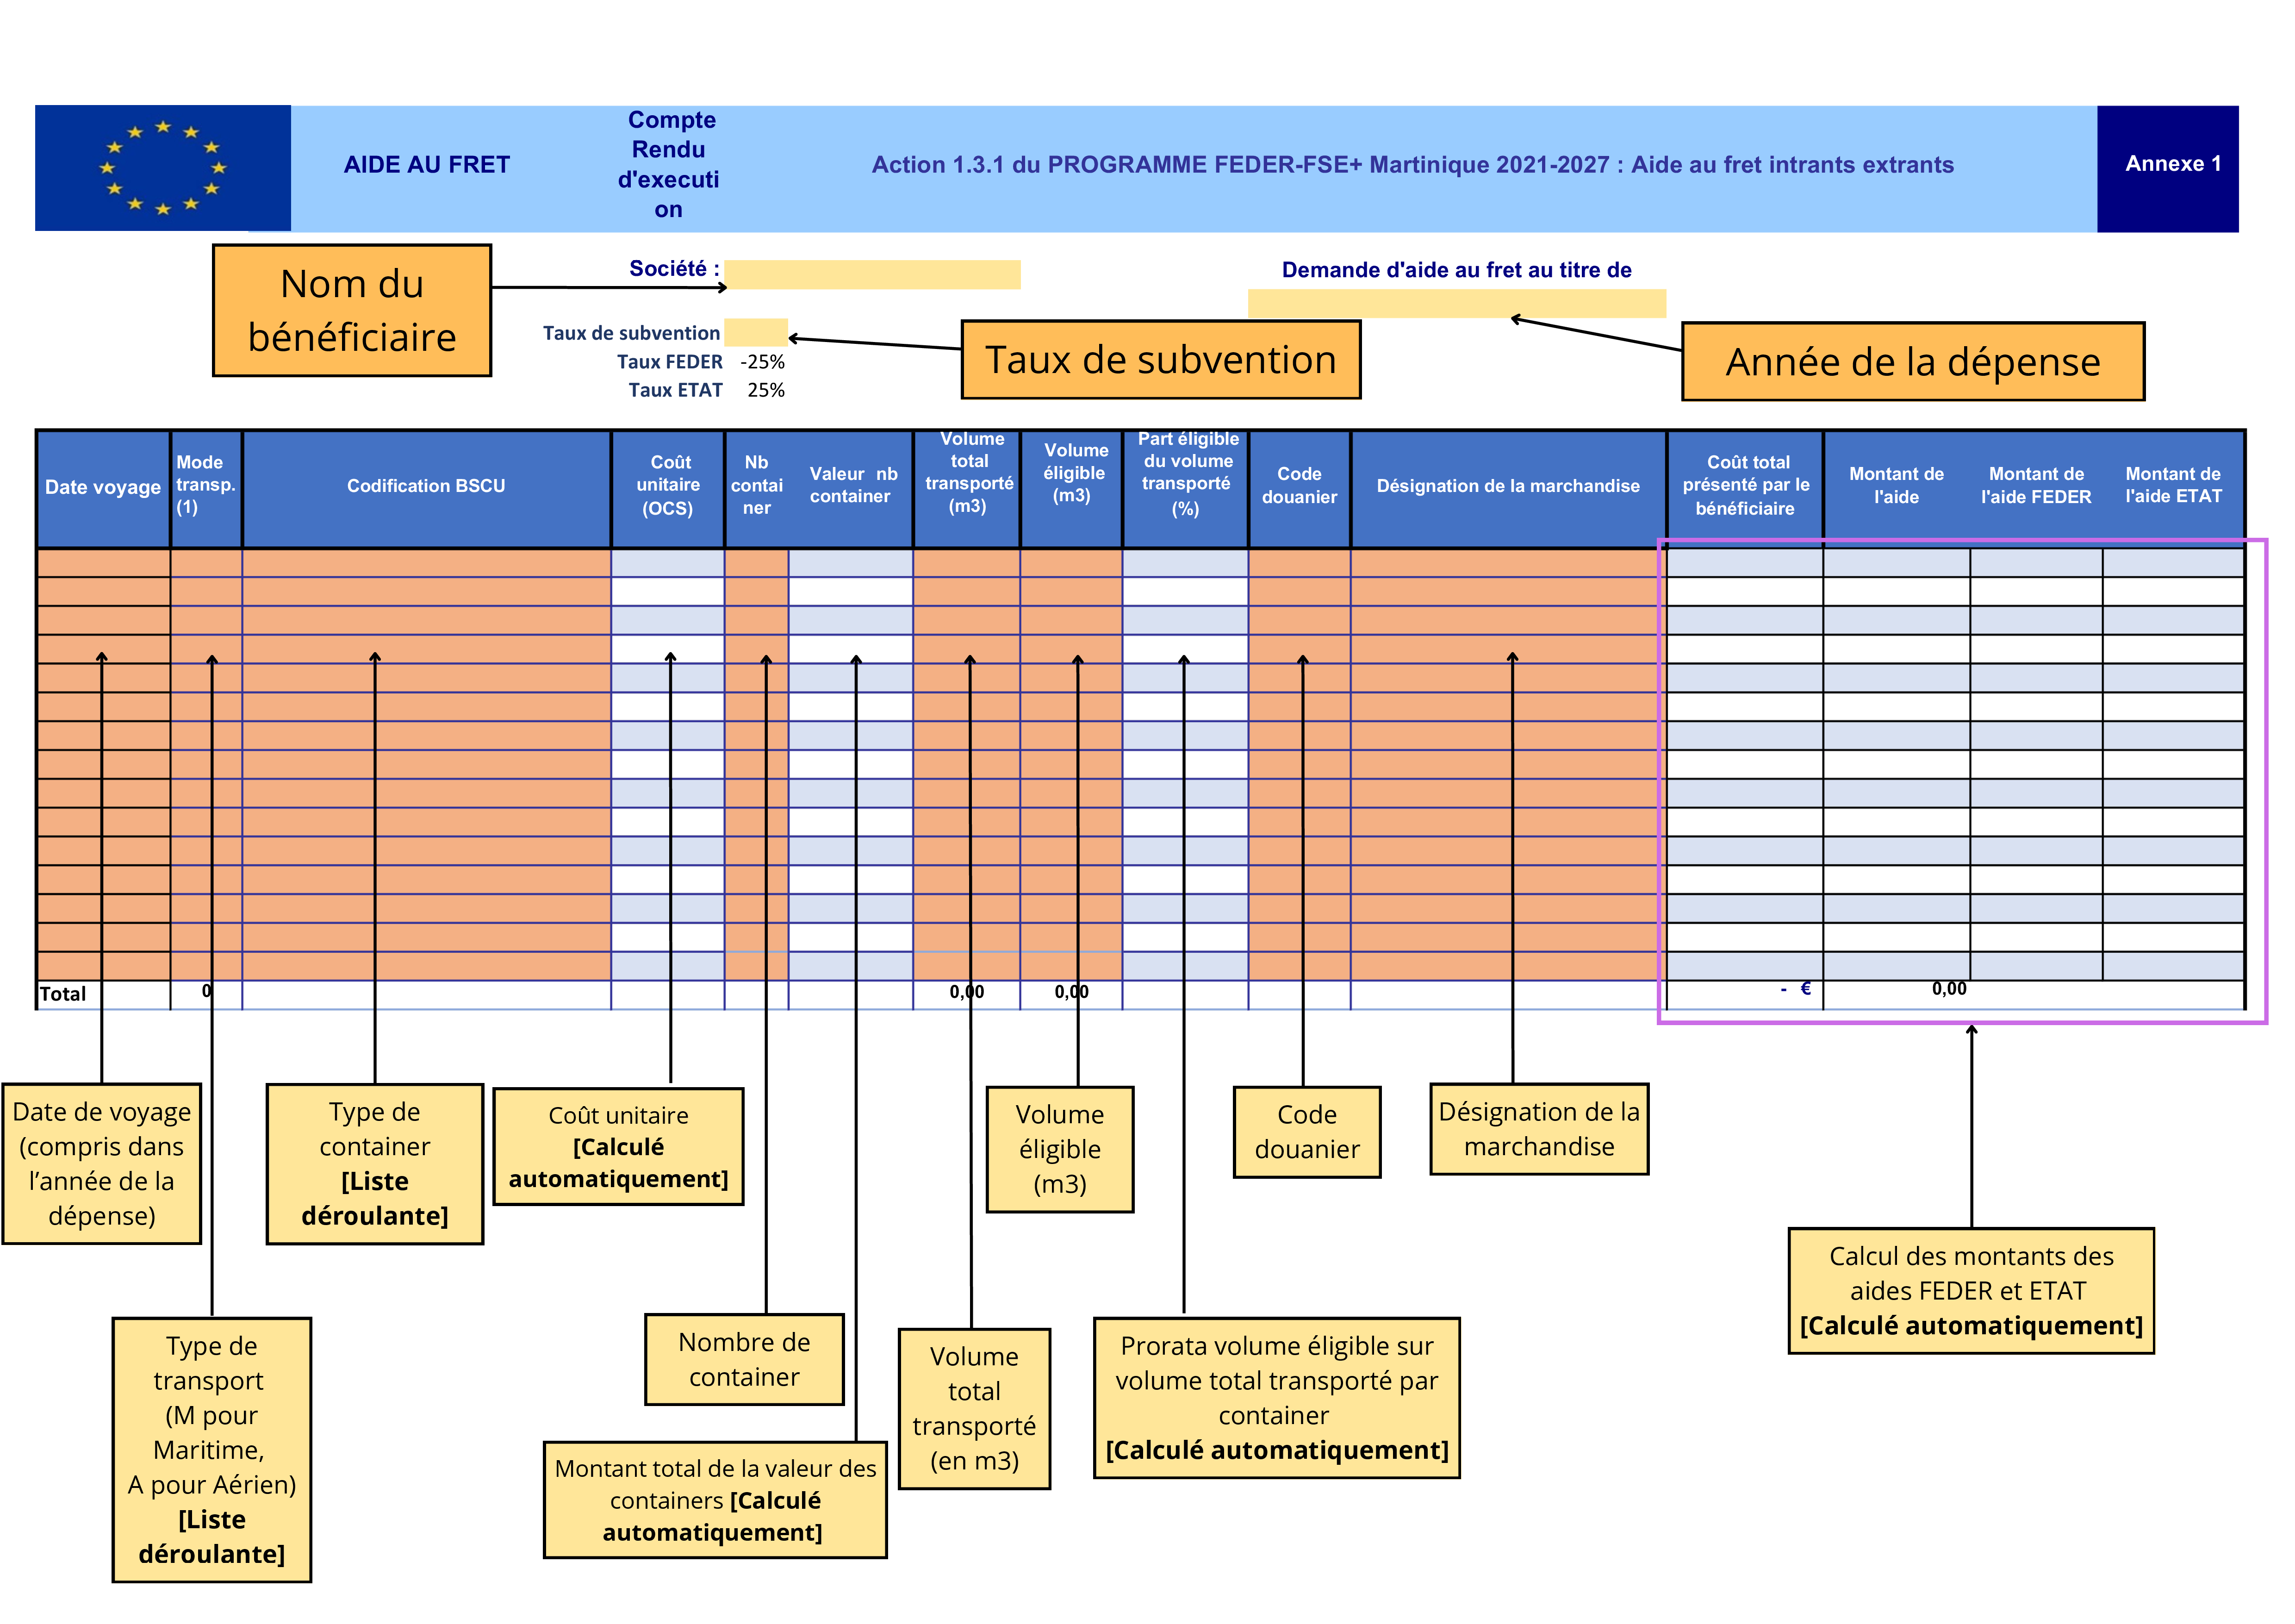 AIDE AU FRET
Compte
Rendu
d'executi
on
Action 1.3.1 du PROGRAMME FEDER-FSE+ Martinique 2021-2027 : Aide au fret intrants extrants
Annexe 1
Nom du
bénéficiaire
Société :
Demande d'aide au fret au titre de
Taux de subvention
Taux FEDER -25%
Taux ETAT 25%
Taux de subvention
Année de la dépense
Date voyage
Mode
transp.
(1)
Codification BSCU
Coût
unitaire
(OCS)
Nb
contai
ner
Valeur nb
container
Volume
total
transporté
(m3)
Volume
éligible
(m3)
Part éligible
du volume
transporté
(%)
Code
douanier
Désignation de la marchandise
Coût total
présenté par le
bénéficiaire
Montant de
l'aide
Montant de
l'aide FEDER
Montant de
l'aide ETAT
Total 0 0,00 0,00 - € 0,00
Date de voyage
(compris dans
l’année de la
dépense)
Type de
container
[Liste
déroulante]
Coût unitaire
[Calculé
automatiquement]
Volume
éligible
(m3)
Code
douanier
Désignation de la
marchandise
Calcul des montants des
aides FEDER et ETAT
[Calculé automatiquement]
Type de
transport
(M pour
Maritime,
A pour Aérien)
[Liste
déroulante]
Nombre de
container
Montant total de la valeur des
containers [Calculé
automatiquement]
Volume
total
transporté
(en m3)
Prorata volume éligible sur
volume total transporté par
container
[Calculé automatiquement]